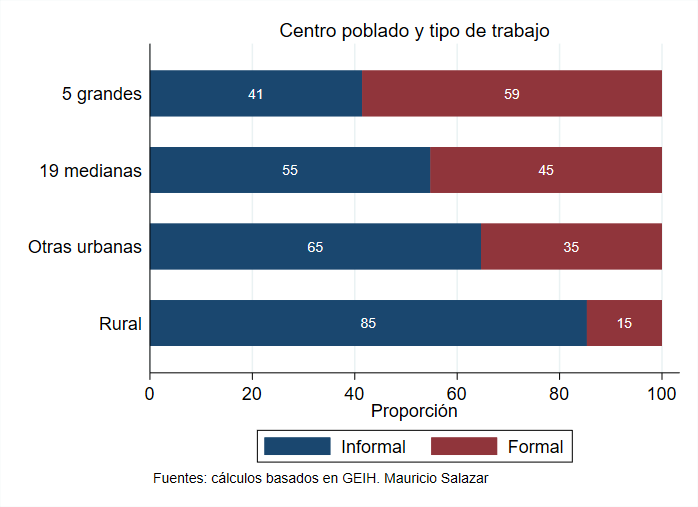 Centro poblado y tipo de trabajo
5 grandes
41
59
19 medianas
55
45
Otras urbanas
65
35
Rural
85
15
0 20 40 60 80 100
Proporción
Informal Formal
Fuentes: cálculos basados en GEIH. Mauricio Salazar